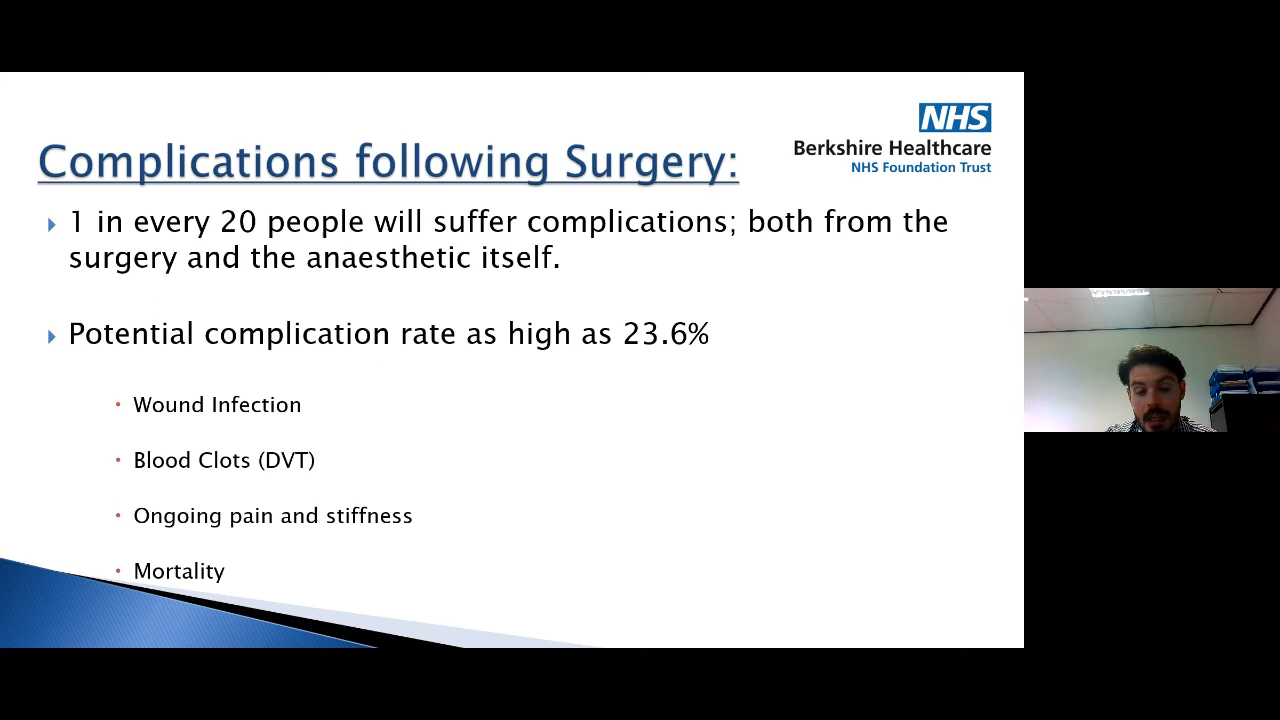 NHS
Berkshire Healthcare
NHS Foundation Trust
Complications following Surgery:
1 in every 20 people will suffer complications; both from the
surgery and the anaesthetic itself.
Potential complication rate as high as 23.6%
Wound Infection
Blood Clots (DVT)
Ongoing pain and stiffness
Mortality